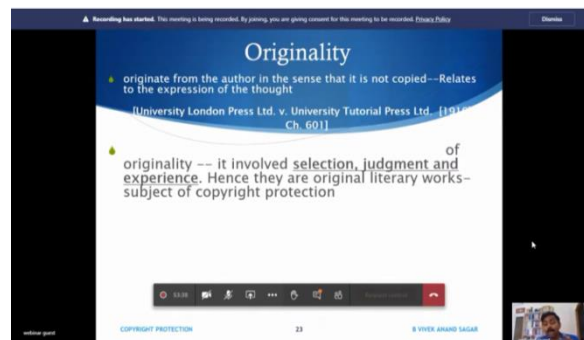 Recording has started. This meeting is being recorded. By joining, you are giving consent for this meeting to be recorded. Privacy Policy
Dismiss
Originality
originate from the author in the sense that it is not copied--Relates
to the expression of the thought
[University London Press Ltd. v. University Tutorial Press Ltd. [191
Ch. 601]
of
originality -- it involved selection, judgment and
experience. Hence they are original literary works-
subject of copyright protection
webinar guest
COPYRIGHT PROTECTION
23
B VIVEK ANAND SAGAR